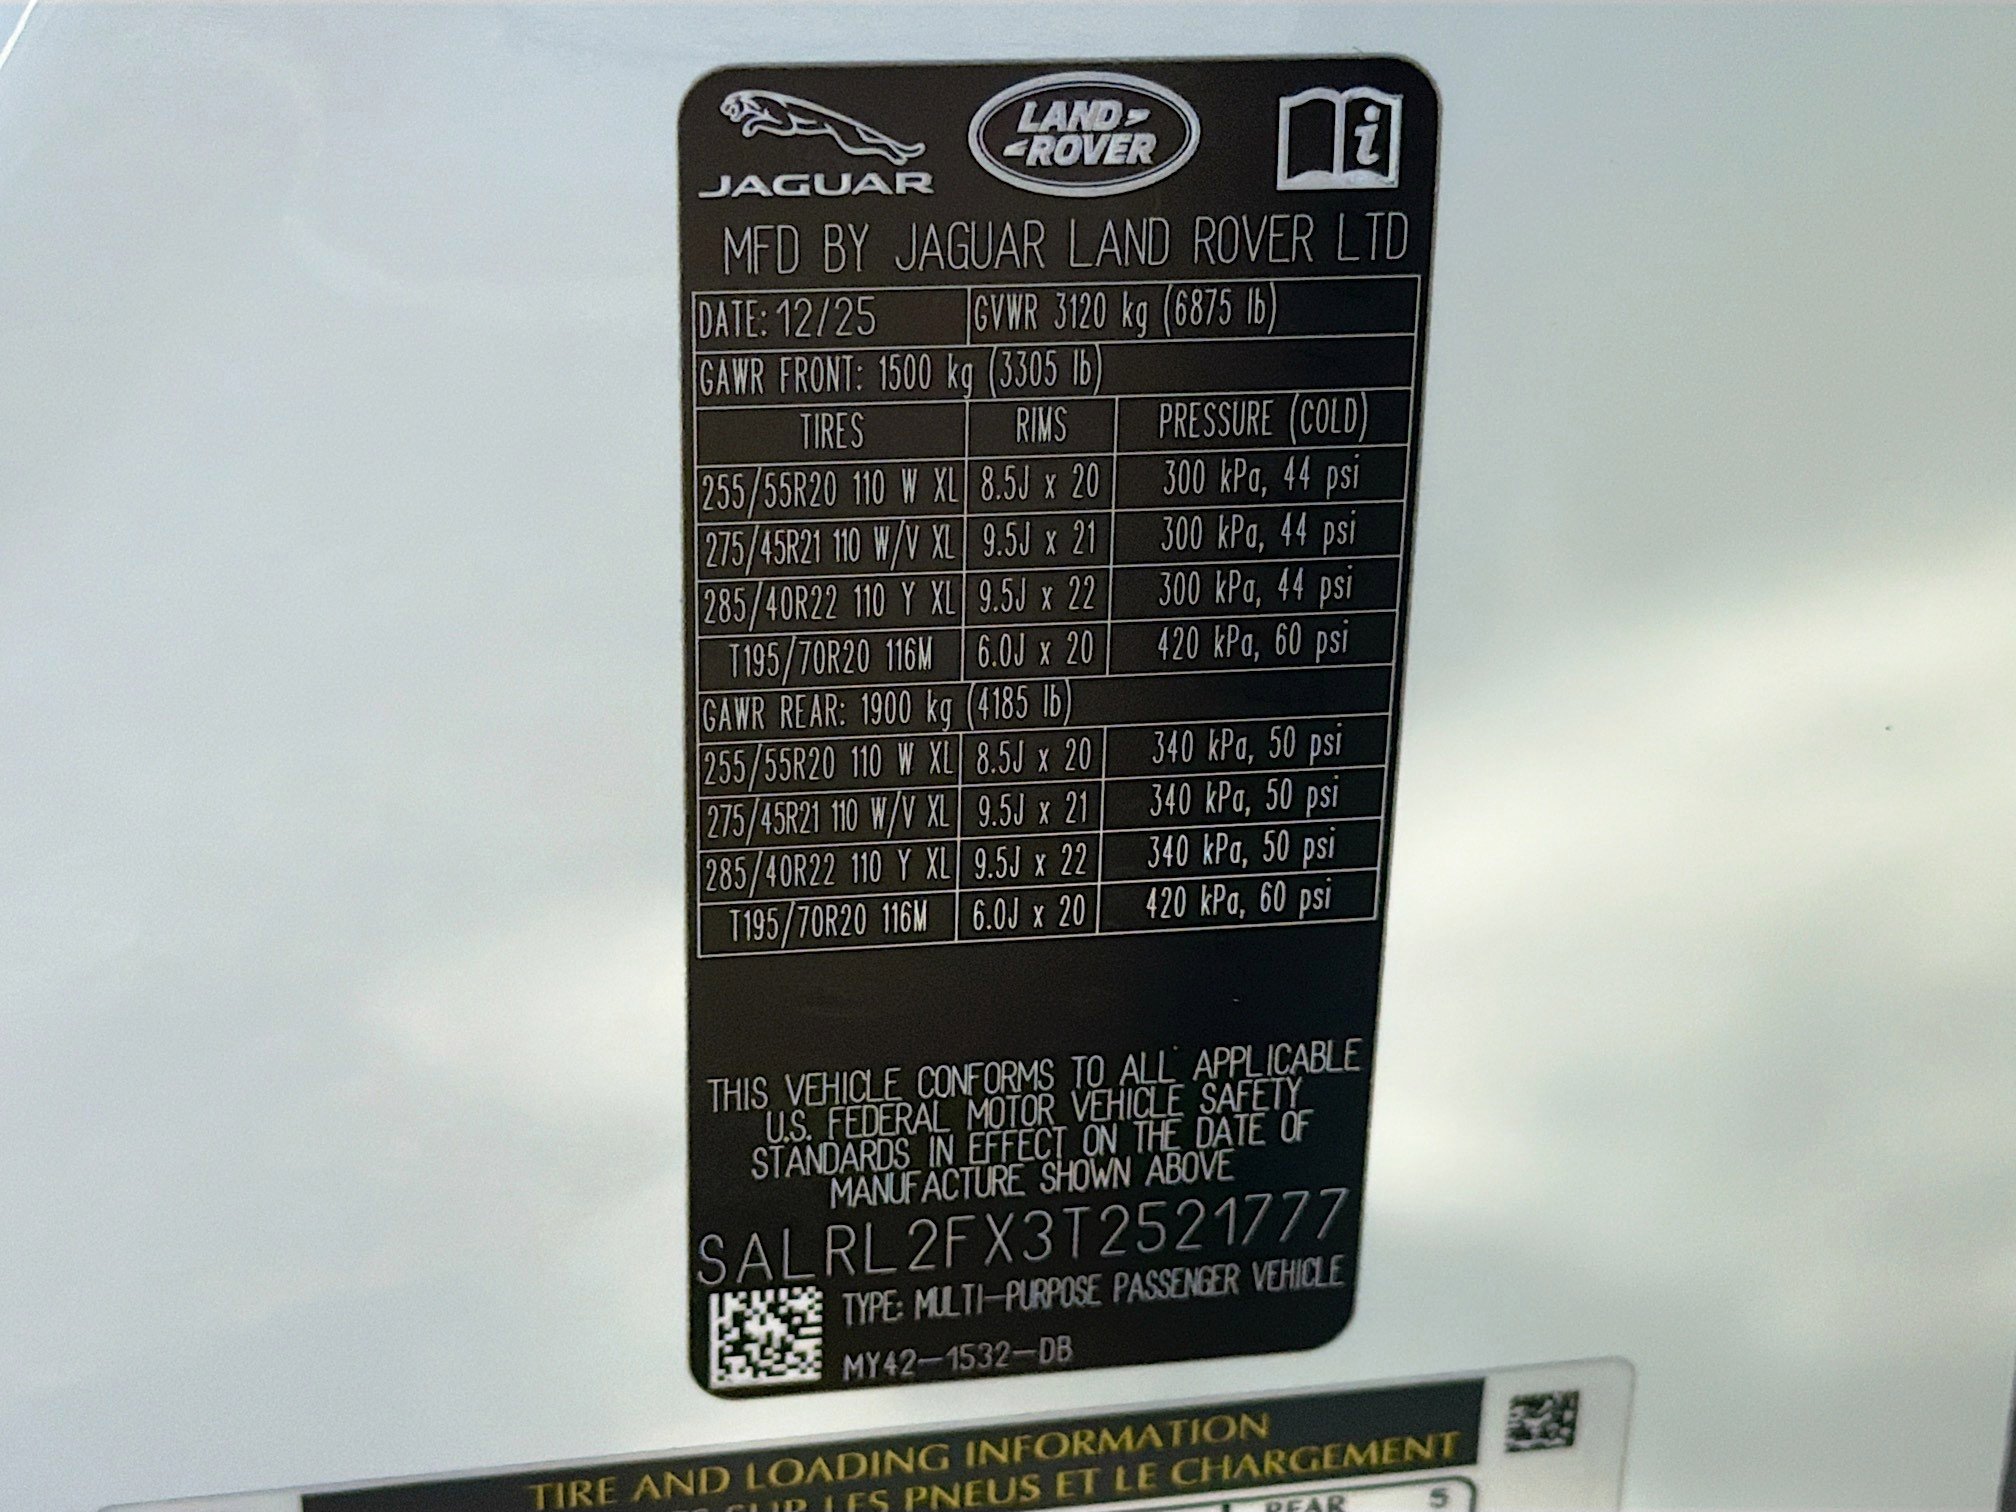 JAGUAR
LAND ROVER
i
MFD BY JAGUAR LAND ROVER LTD
DATE: 12/25 GVWR 3120 kg (6875 lb)
GAWR FRONT: 1500 kg (3305 lb)
TIRES RIMS PRESSURE (COLD)
255/55R20 110 W XL 8.5J x 20 300 kPa, 44 psi
275/45R21 110 W/V XL 9.5J x 21 300 kPa, 44 psi
285/40R22 110 Y XL 9.5J x 22 300 kPa, 44 psi
T195/70R20 116M 6.0J x 20 420 kPa, 60 psi
GAWR REAR: 1900 kg (4185 lb)
255/55R20 110 W XL 8.5J x 20 340 kPa, 50 psi
275/45R21 110 W/V XL 9.5J x 21 340 kPa, 50 psi
285/40R22 110 Y XL 9.5J x 22 340 kPa, 50 psi
T195/70R20 116M 6.0J x 20 420 kPa, 60 psi
THIS VEHICLE CONFORMS TO ALL APPLICABLE
U.S. FEDERAL MOTOR VEHICLE SAFETY
STANDARDS IN EFFECT ON THE DATE OF
MANUFACTURE SHOWN ABOVE
SALRL2FX3T2521777
TYPE: MULTI-PURPOSE PASSENGER VEHICLE
MY42-1532-DB
TIRE AND LOADING INFORMATION
SUR LES PNEUS ET LE CHARGEMENT
REAR 5